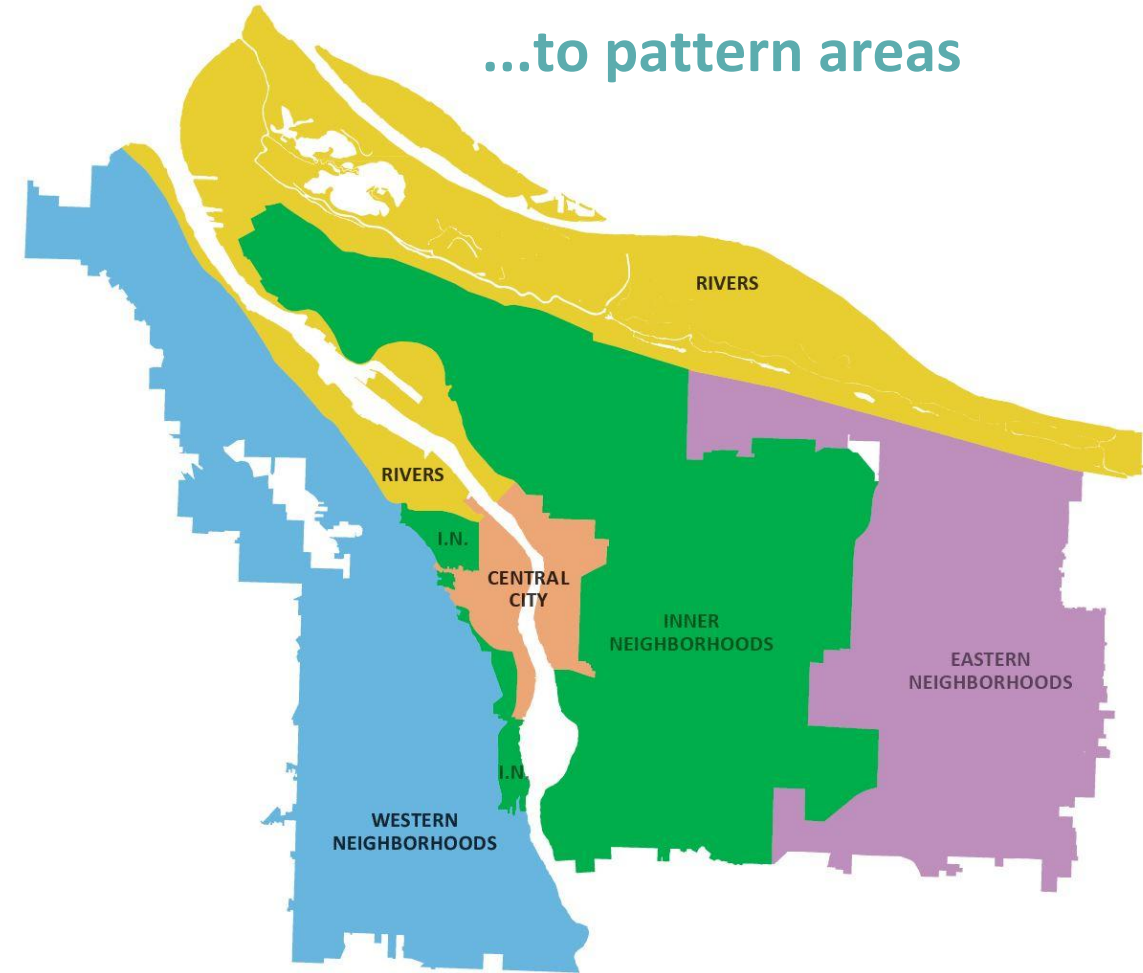 ...to pattern areas
RIVERS
RIVERS
I.N.
CENTRAL
CITY
INNER
NEIGHBORHOODS
EASTERN
NEIGHBORHOODS
I.N.
WESTERN
NEIGHBORHOODS